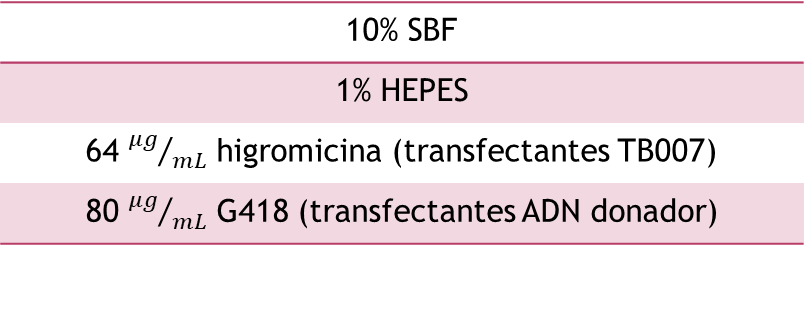 10% SBF
1% HEPES
64 µg/mL higromicina (transfectantes TB007)
80 µg/mL G418 (transfectantes ADN donador)